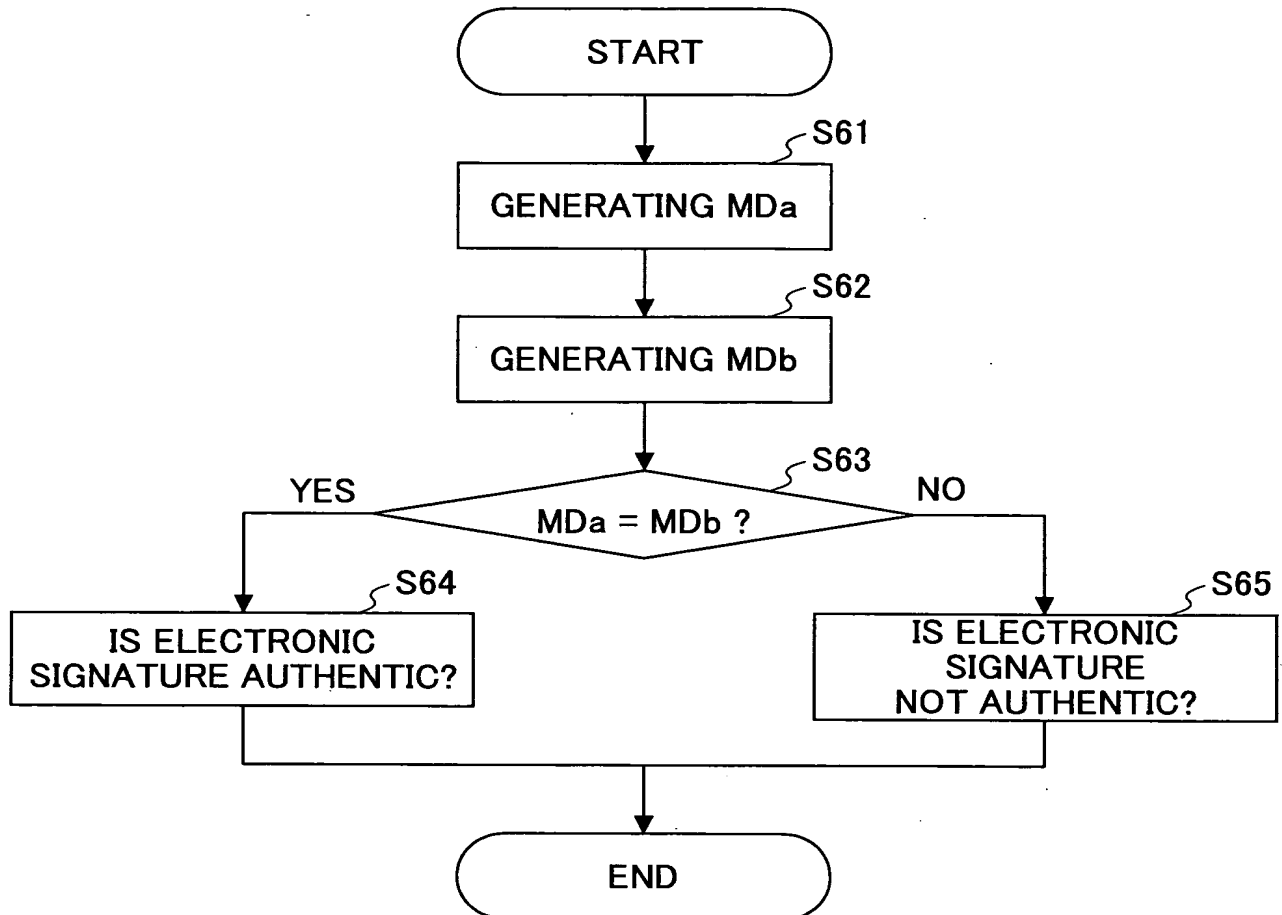 START
S61
GENERATING MDa
S62
GENERATING MDb
S63
YES
MDa = MDb ?
NO
S64
IS ELECTRONIC
SIGNATURE AUTHENTIC?
S65
IS ELECTRONIC
SIGNATURE
NOT AUTHENTIC?
END